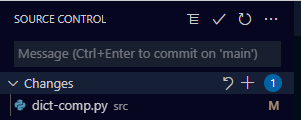 SOURCE CONTROL
Message (Ctrl+Enter to commit on 'main')
Changes 1
dict-comp.py src M